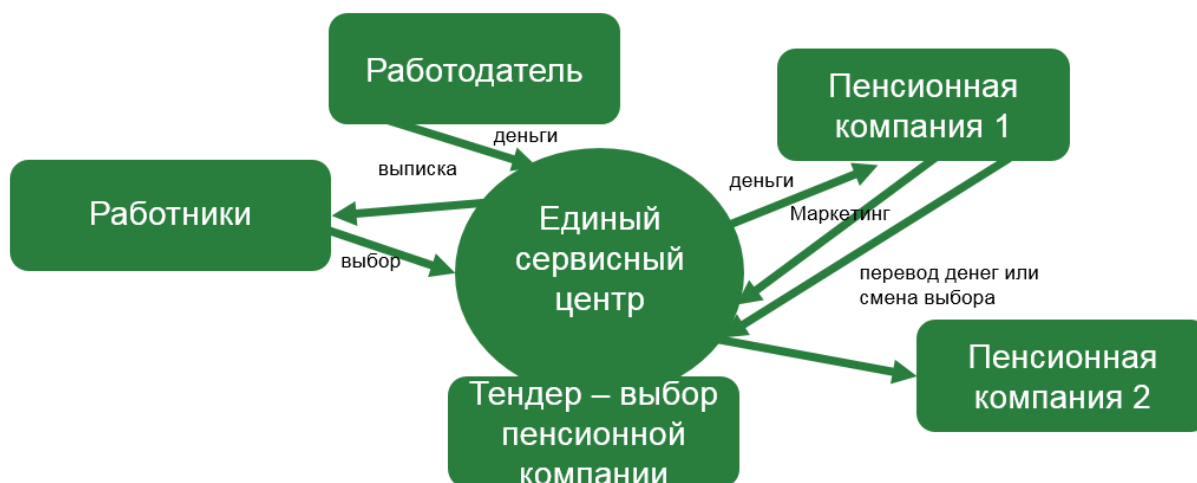 Работодатель
деньги
выписка
Работники
выбор
Единый
сервисный
центр
Тендер – выбор
пенсионной
компании
Пенсионная
компания 1
деньги
Маркетинг
перевод денег или
смена выбора
Пенсионная
компания 2